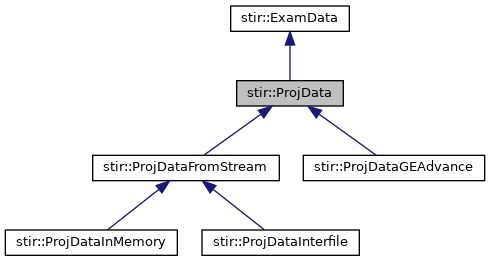 stir::ExamData
stir::ProjData
stir::ProjDataFromStream
stir::ProjDataGEAdvance
stir::ProjDataInMemory
stir::ProjDataInterfile